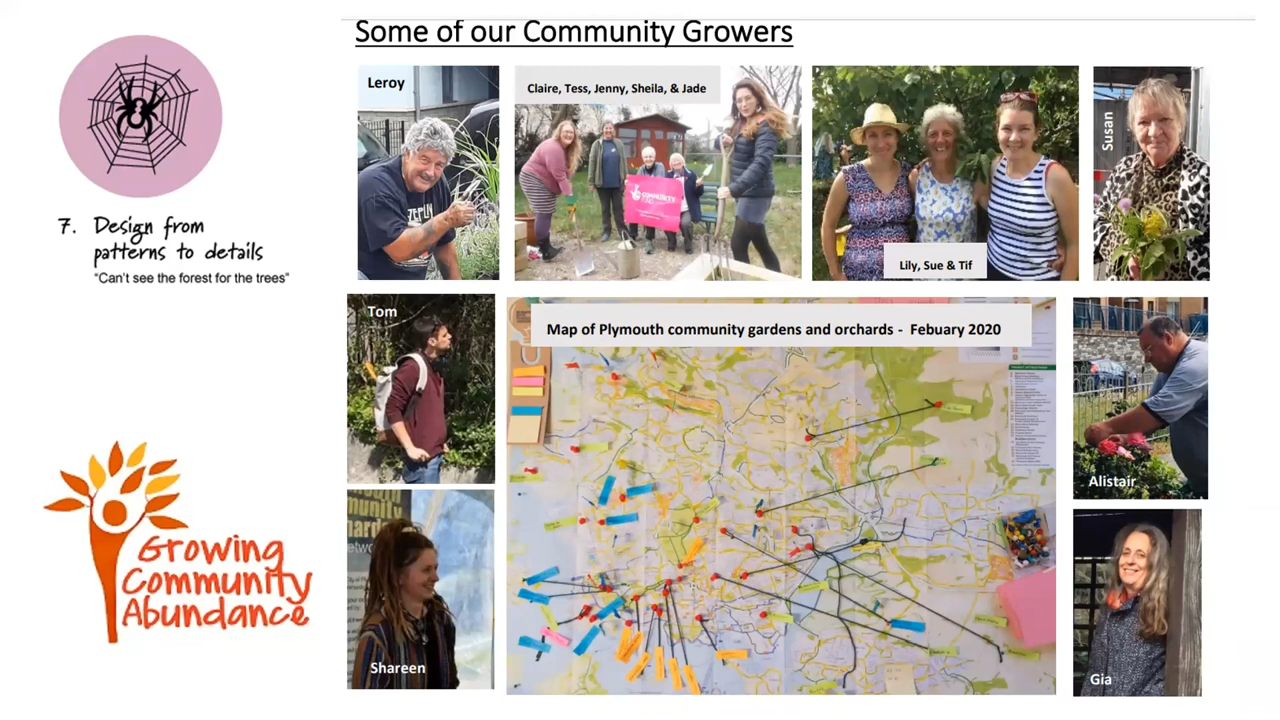 Some of our Community Growers
7. Design from
patterns to details
"Can't see the forest for the trees"
Leroy
Claire, Tess, Jenny, Sheila, & Jade
COMMUNITY
Lily, Sue & Tif
Susan
Tom
Map of Plymouth community gardens and orchards - Febuary 2020
Alistair
Growing
Community
Abundance
Shareen
Gia